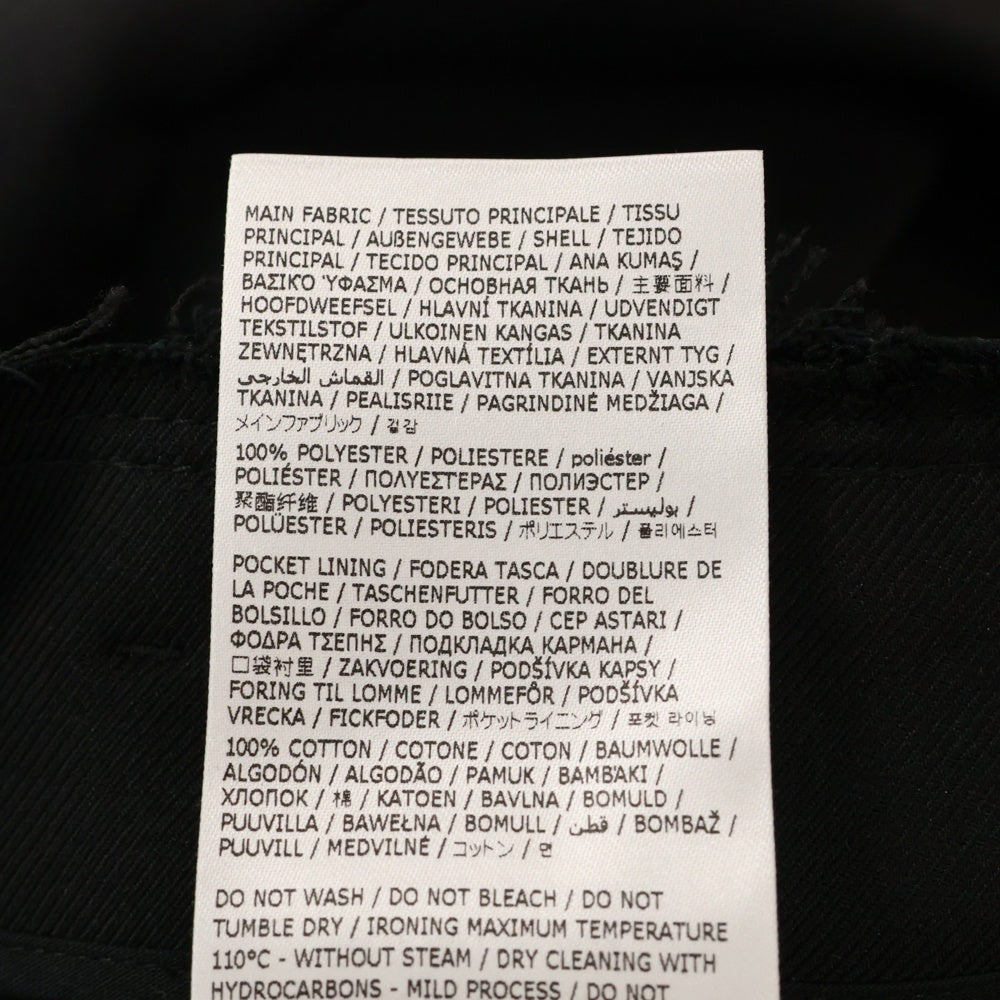 MAIN FABRIC / TESSUTO PRINCIPALE / TISSU
PRINCIPAL / AUßENGEWEBE / SHELL / TEJIDO
PRINCIPAL / TECIDO PRINCIPAL / ANA KUMAŞ /
ΒΑΣΙΚΌ ΎΦΑΣΜΑ / ОСНОВНАЯ ТКАНЬ / 主要面料 /
HOOFDWEEFSEL / HLAVNÍ TKANINA / UDVENDIGT
TEKSTILSTOF / ULKOINEN KANGAS / TKANINA
ZEWNĘTRZNA / HLAVNÁ TEXTÍLIA / EXTERNT TYG /
القماش الخارجي / POGLAVITNA TKANINA / VANJSKA
TKANINA / PEALISRIIE / PAGRINDINĖ MEDŽIAGA /
メインファブリック / 겉감
100% POLYESTER / POLIESTERE / poliéster /
POLIÉSTER / ΠΟΛΥΕΣΤΕΡΑΣ / ПОЛИЭСТЕР /
聚酯纤维 / POLYESTERI / POLIESTER / بوليستر /
POLÜESTER / POLIESTERIS / ポリエステル / 폴리에스터
POCKET LINING / FODERA TASCA / DOUBLURE DE
LA POCHE / TASCHENFUTTER / FORRO DEL
BOLSILLO / FORRO DO BOLSO / CEP ASTARI /
ΦΟΔΡΑ ΤΣΕΠΗΣ / ПОДКЛАДКА КАРМАНА /
口袋衬里 / ZAKVOERING / PODŠÍVKA KAPSY /
FORING TIL LOMME / LOMMEFÔR / PODŠÍVKA
VRECKA / FICKFODER / ポケットライニング / 포켓 라이닝
100% COTTON / COTONE / COTON / BAUMWOLLE /
ALGODÓN / ALGODÃO / PAMUK / ΒΑΜΒΆΚΙ /
ХЛОПОК / 棉 / KATOEN / BAVLNA / BOMULD /
PUUVILLA / BAWEŁNA / BOMULL / قطن / BOMBAŽ /
PUUVILL / MEDVILNĖ / コットン / 면
DO NOT WASH / DO NOT BLEACH / DO NOT
TUMBLE DRY / IRONING MAXIMUM TEMPERATURE
110°C - WITHOUT STEAM / DRY CLEANING WITH
HYDROCARBONS - MILD PROCESS / DO NOT